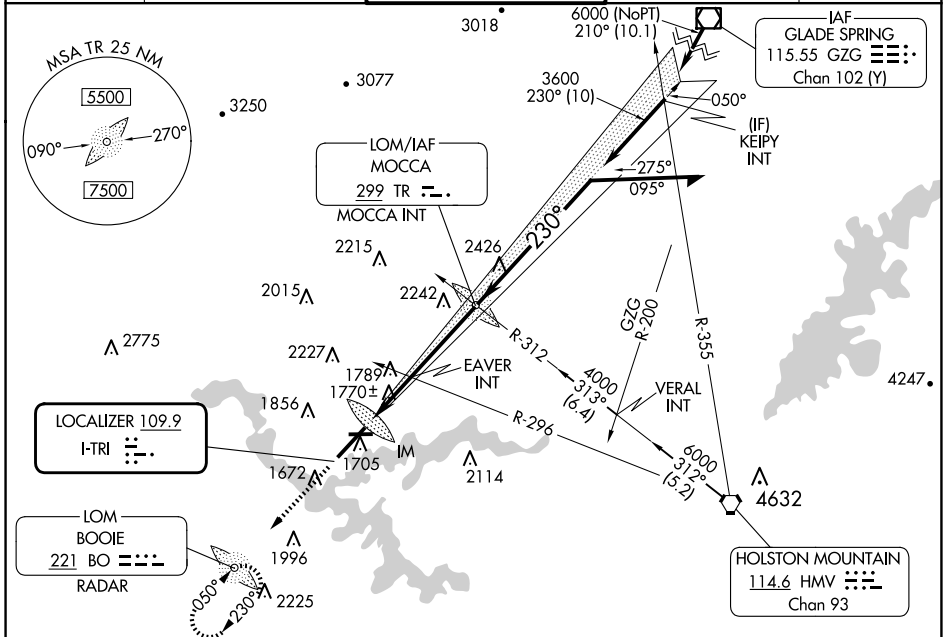 3018
6000 (NoPT)
210° (10.1)
IAF
GLADE SPRING
115.55 GZG
Chan 102 (Y)
MSA TR 25 NM
5500
090°
270°
7500
3250
3077
3600
230° (10)
050°
(IF)
KEIPY
INT
LOM/IAF
MOCCA
299 TR
MOCCA INT
275°
095°
230°
2215
2426
2015
2242
2775
R-312
GZG
R-200
R-355
2227
1789
1770±
EAVER
INT
4000
313°
(6.4)
VERAL
INT
4247
1856
R-296
LOCALIZER 109.9
I-TRI
IM
1705
1672
2114
6000
312°
(5.2)
4632
LOM
BOOIE
221 BO
RADAR
1996
050°
230°
2225
HOLSTON MOUNTAIN
114.6 HMV
Chan 93